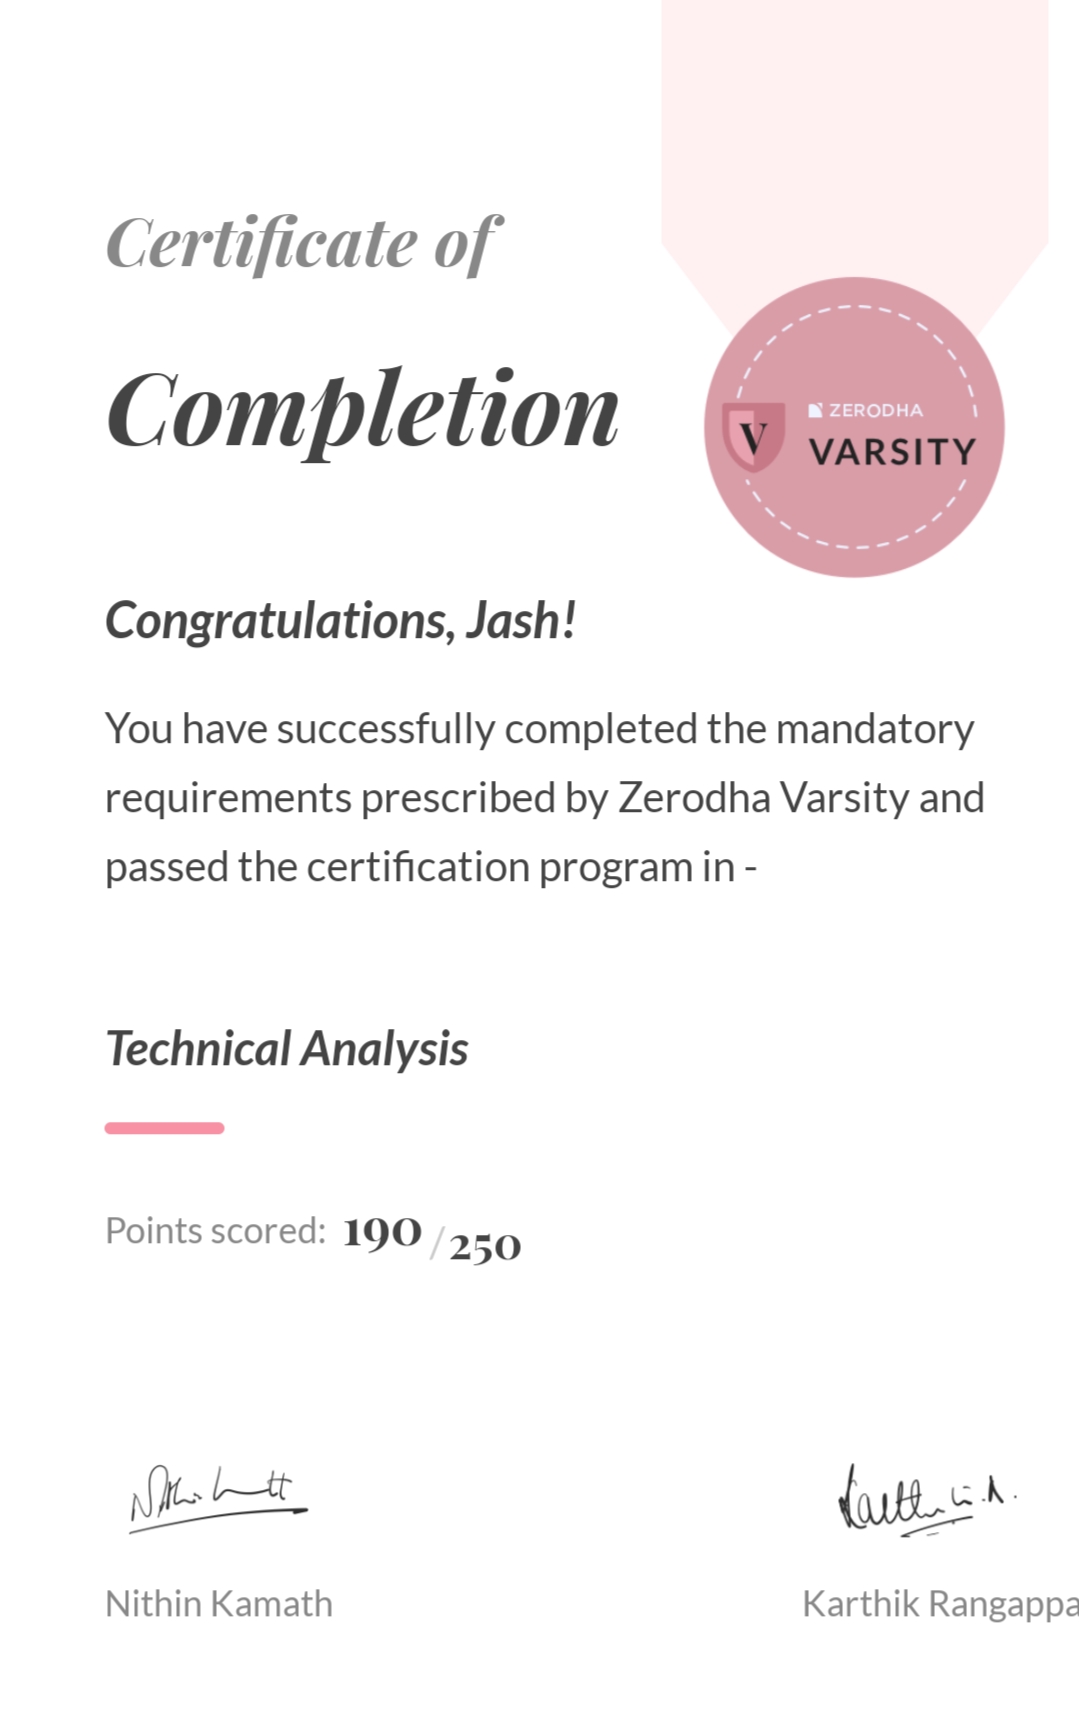 Certificate of
Completion
V
ZERODHA
VARSITY
Congratulations, Jash!
You have successfully completed the mandatory
requirements prescribed by Zerodha Varsity and
passed the certification program in -
Technical Analysis
Points scored: 190 / 250
Nithin Kamath
Karthik Rangappa